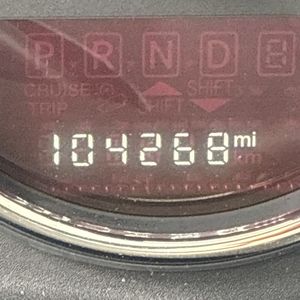 P R N D
CRUISE SHIFT
TRIP SHIFT
104268 mi